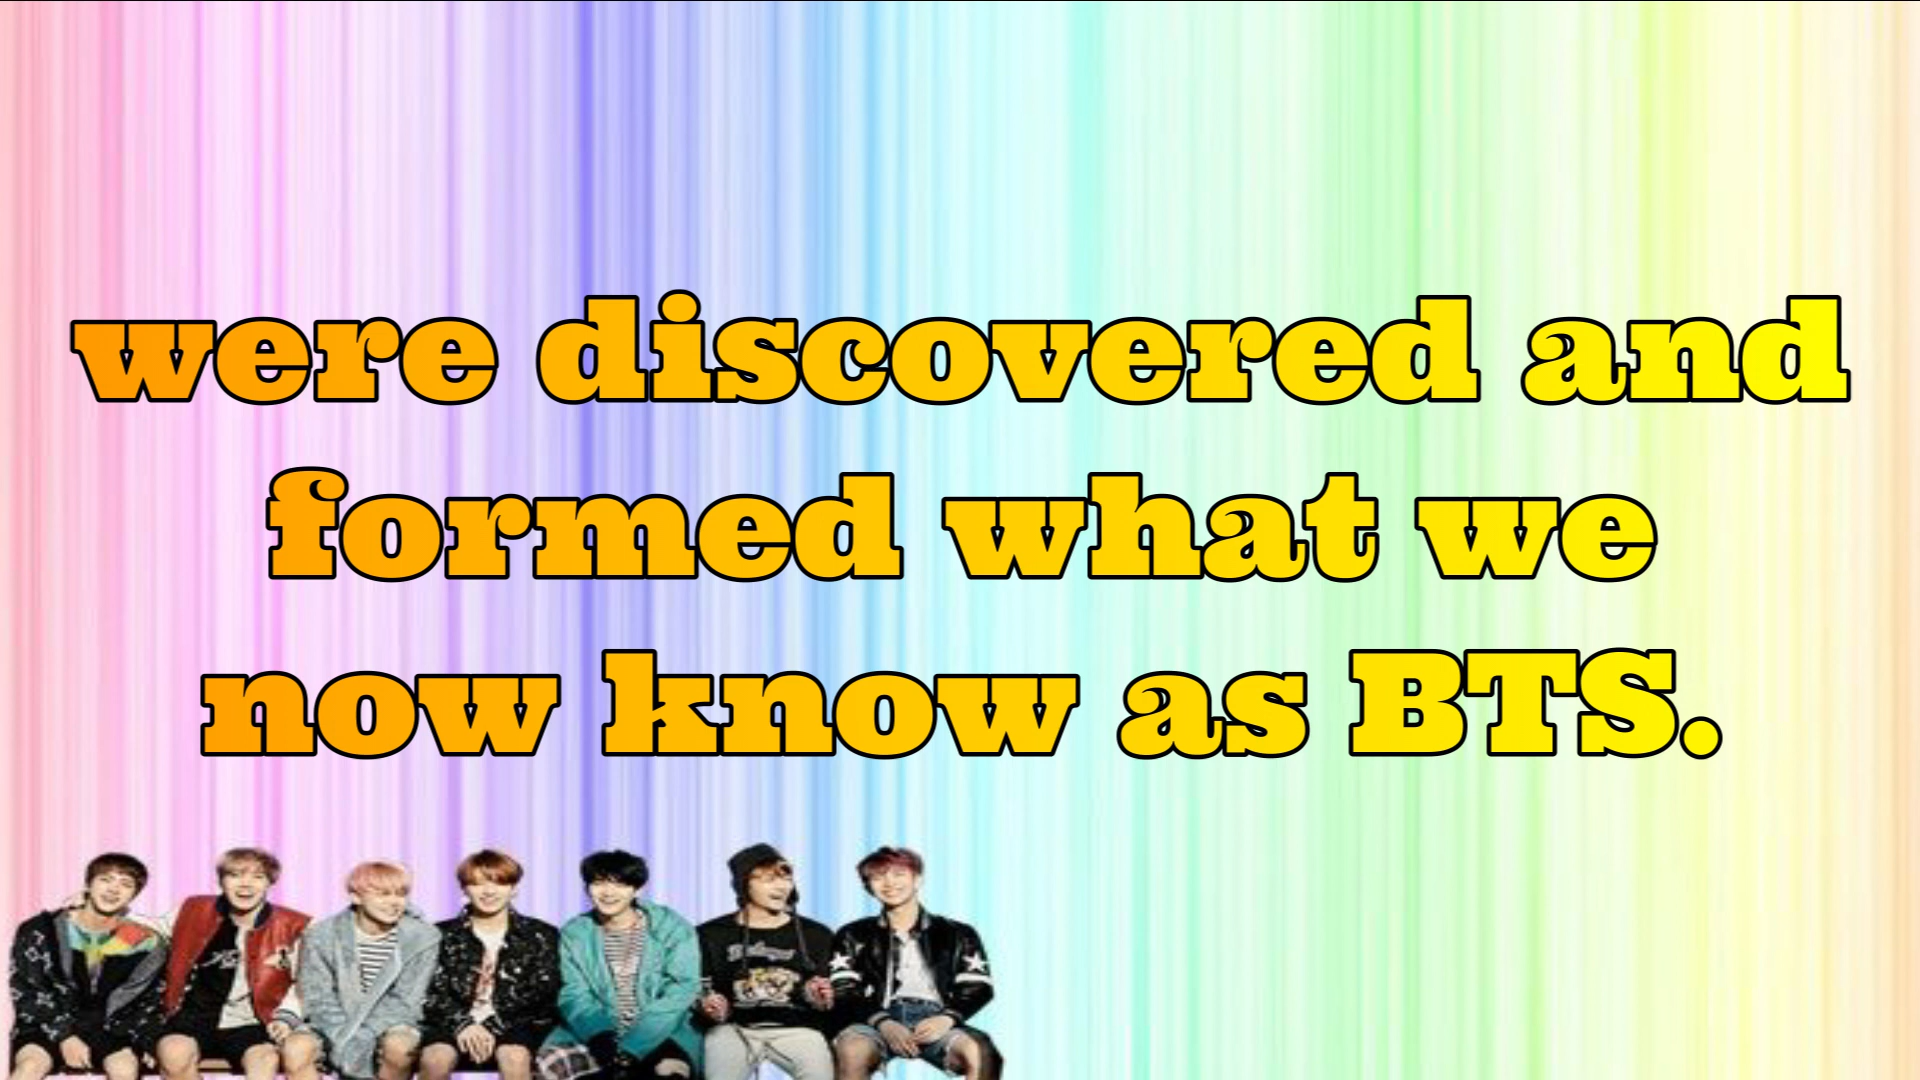 were discovered and
formed what we
now know as BTS.